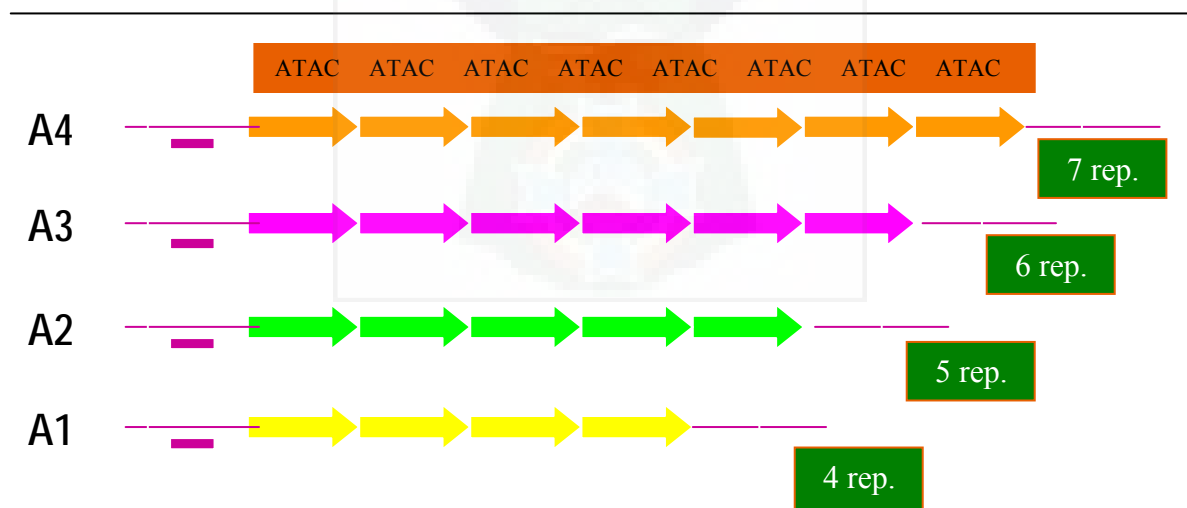 ATAC ATAC ATAC ATAC ATAC ATAC ATAC ATAC
A4
7 rep.
A3
6 rep.
A2
5 rep.
A1
4 rep.